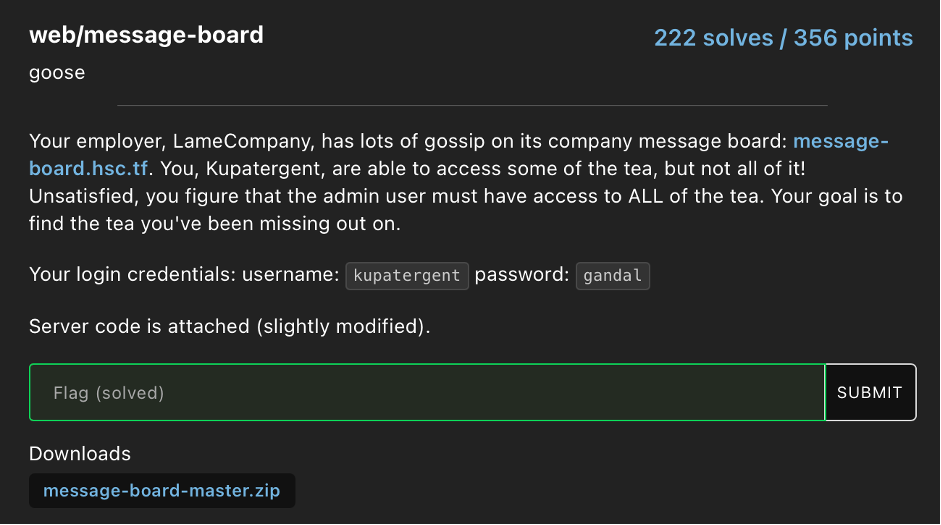 web/message-board
222 solves / 356 points
goose
Your employer, LameCompany, has lots of gossip on its company message board: message-
board.hsc.tf. You, Kupatergent, are able to access some of the tea, but not all of it!
Unsatisfied, you figure that the admin user must have access to ALL of the tea. Your goal is to
find the tea you've been missing out on.
Your login credentials: username: kupatergent password: gandal
Server code is attached (slightly modified).
Flag (solved)
SUBMIT
Downloads
message-board-master.zip